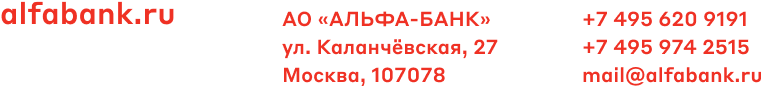 alfabank.ru
АО «АЛЬФА-БАНК»
ул. Каланчёвская, 27
Москва, 107078
+7 495 620 9191
+7 495 974 2515
mail@alfabank.ru